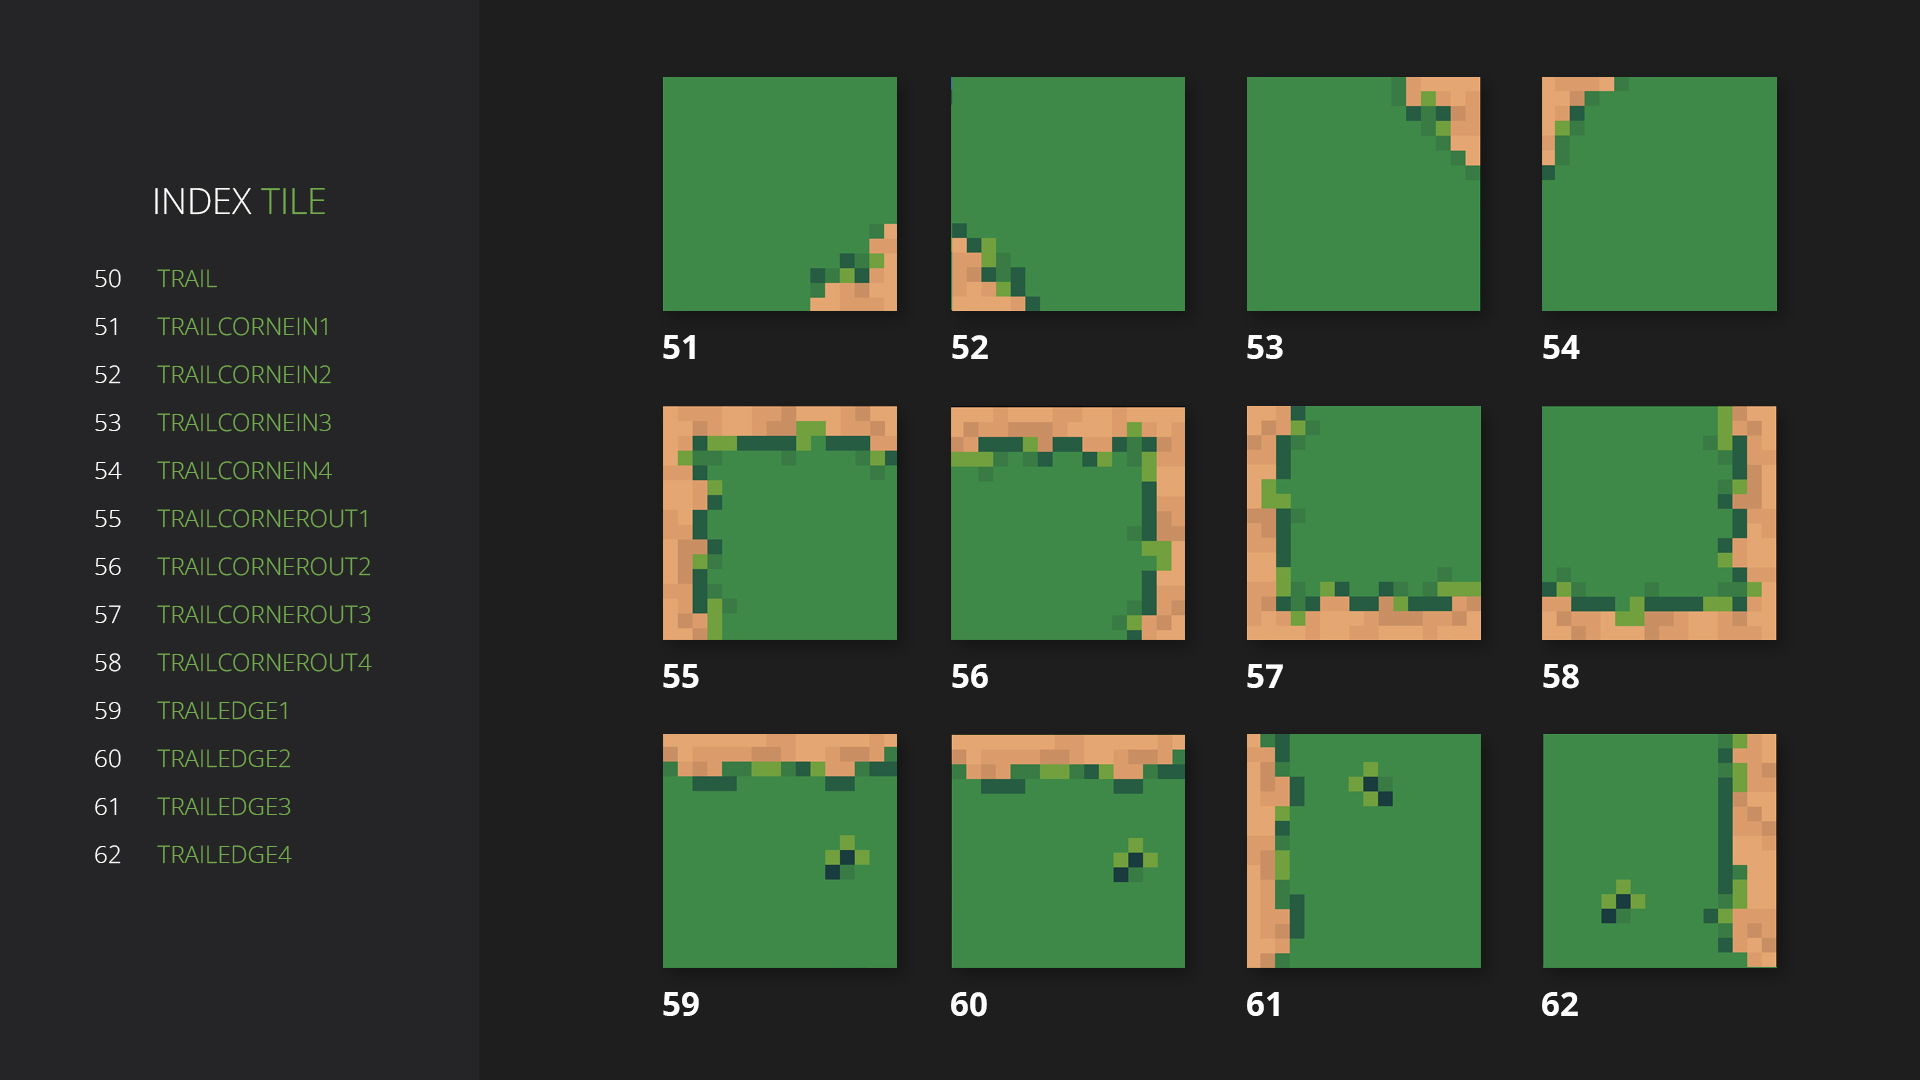 INDEX TILE
50 TRAIL
51 TRAILCORNEIN1
52 TRAILCORNEIN2
53 TRAILCORNEIN3
54 TRAILCORNEIN4
55 TRAILCORNEROUT1
56 TRAILCORNEROUT2
57 TRAILCORNEROUT3
58 TRAILCORNEROUT4
59 TRAILEDGE1
60 TRAILEDGE2
61 TRAILEDGE3
62 TRAILEDGE4
51 52 53 54
55 56 57 58
59 60 61 62